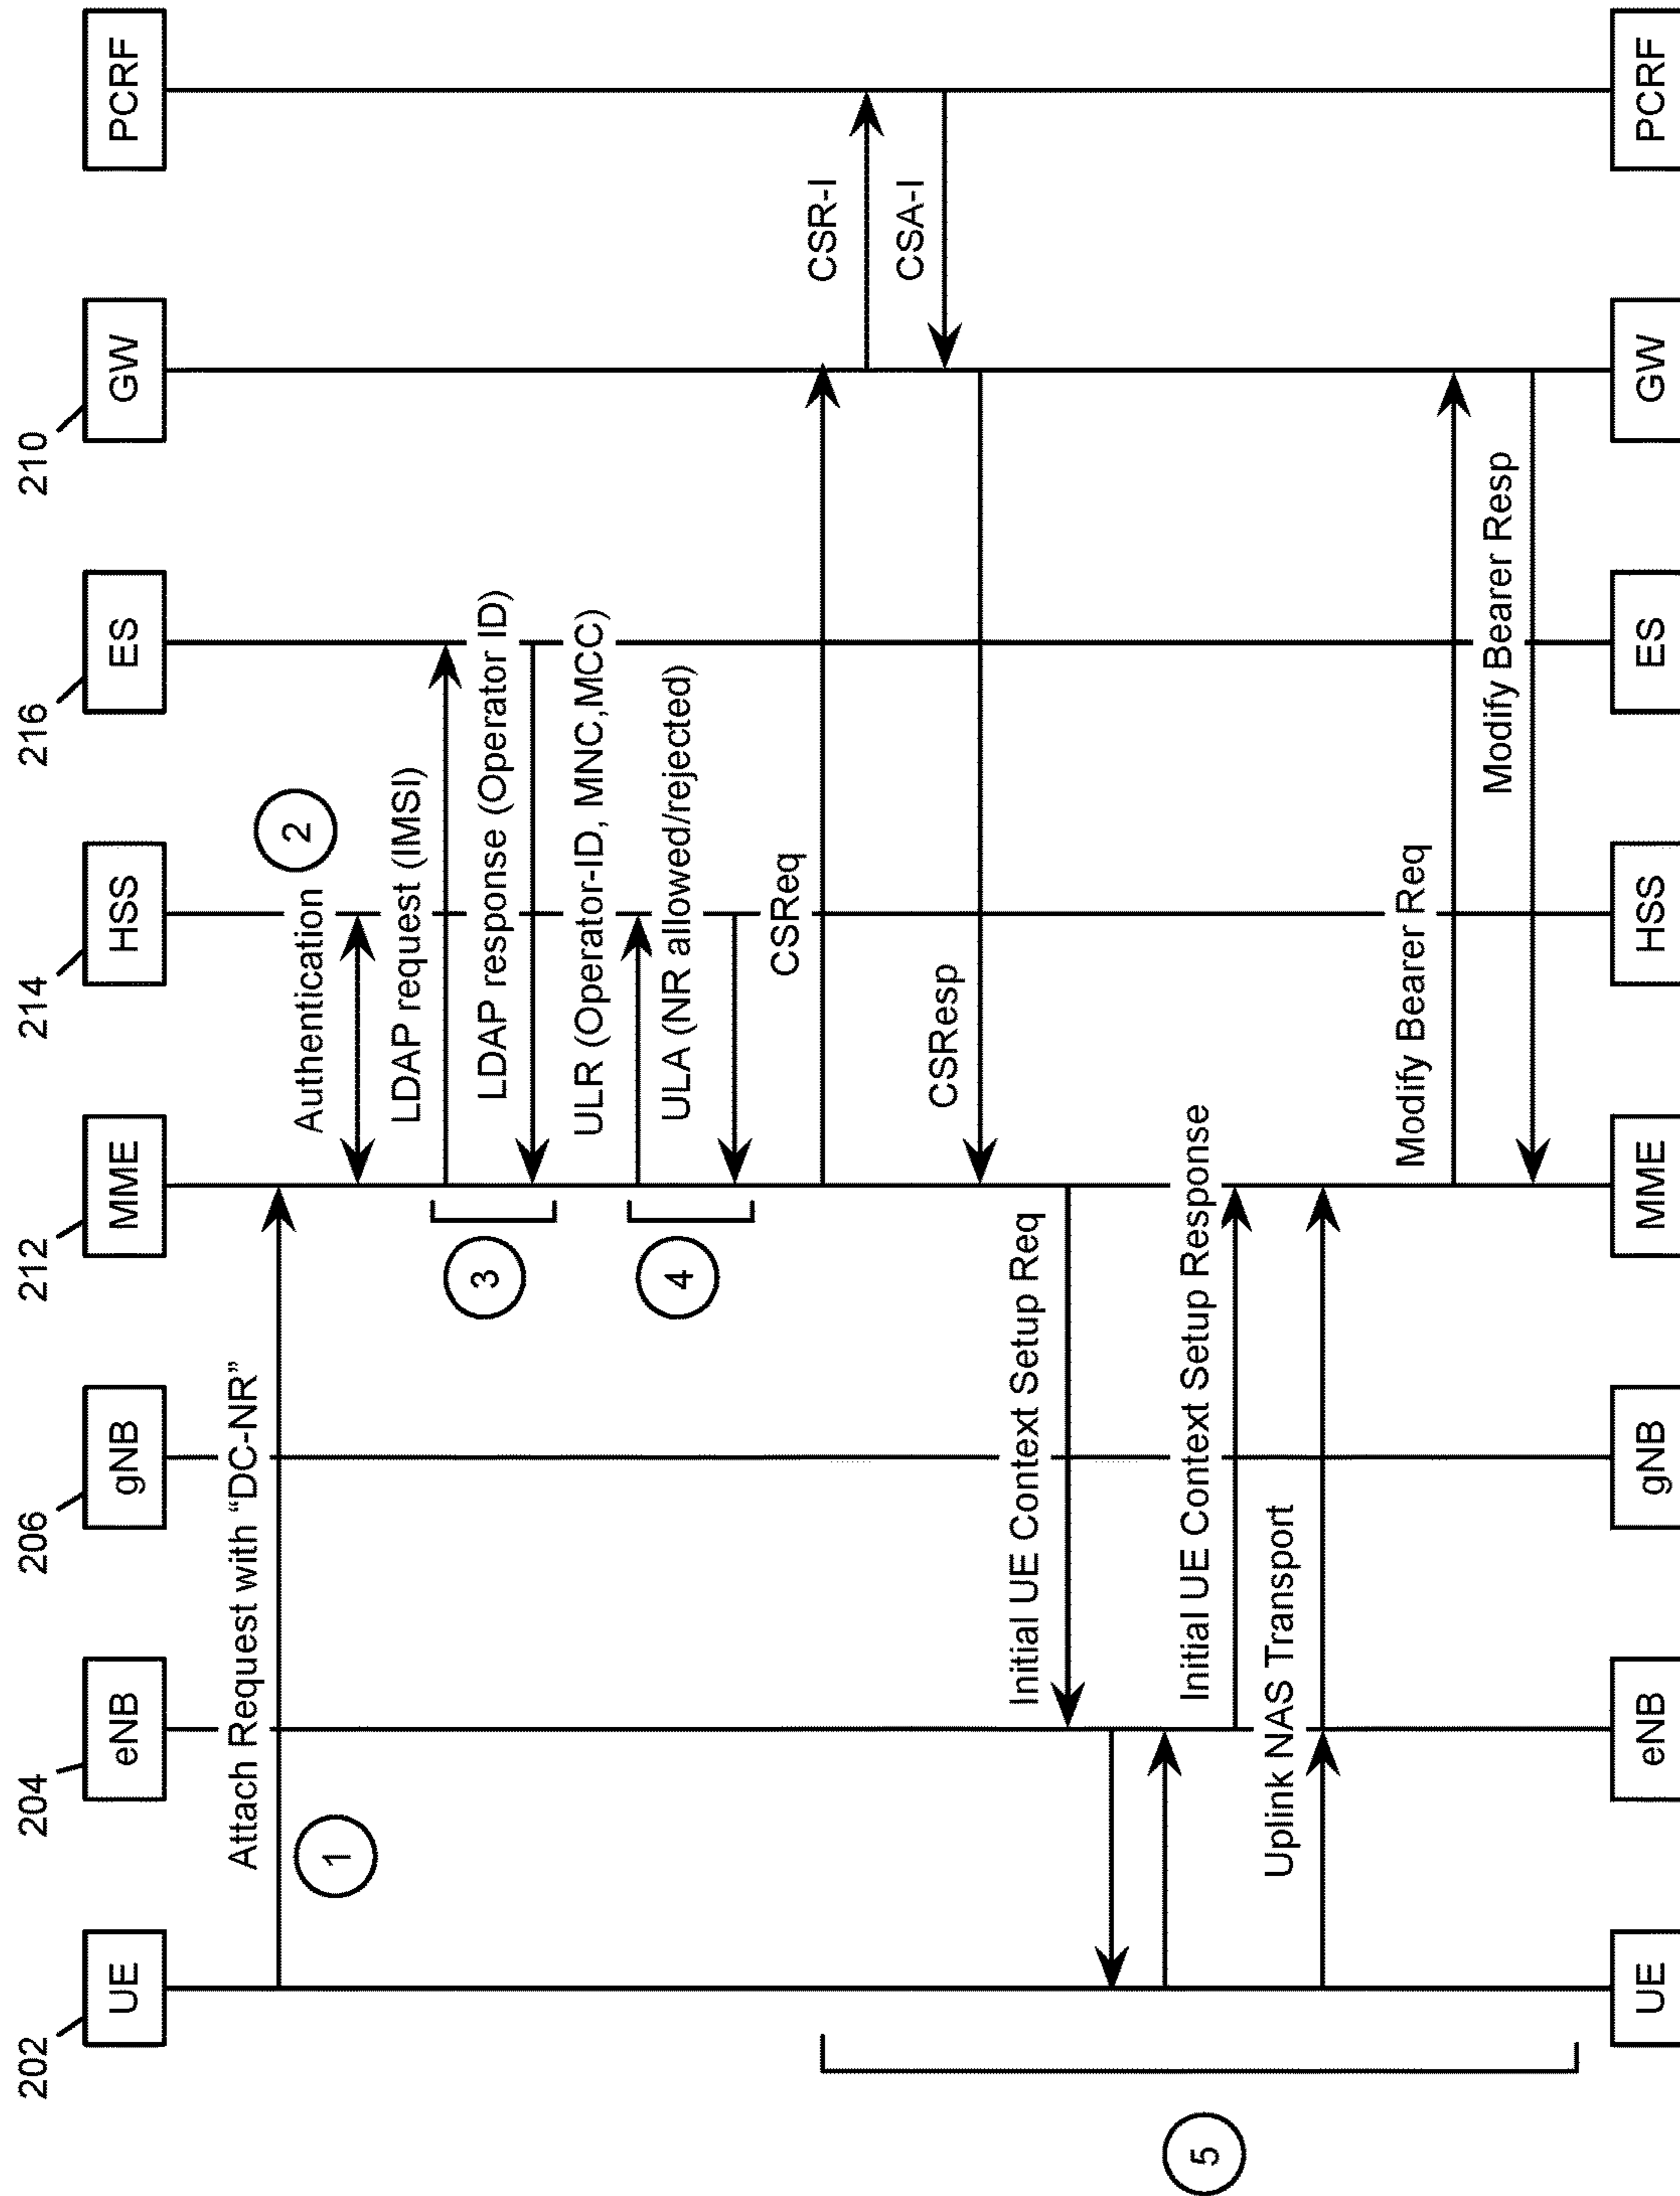 202
204
206
212
214
216
210
UE
eNB
gNB
MME
HSS
ES
GW
PCRF
Attach Request with “DC-NR”
1
Authentication
2
LDAP request (IMSI)
3
LDAP response (Operator ID)
ULR (Operator-ID, MNC,MCC)
4
ULA (NR allowed/rejected)
CSReq
CSR-I
CSA-I
CSResp
Initial UE Context Setup Req
Initial UE Context Setup Response
5
Uplink NAS Transport
Modify Bearer Req
Modify Bearer Resp
UE
eNB
gNB
MME
HSS
ES
GW
PCRF